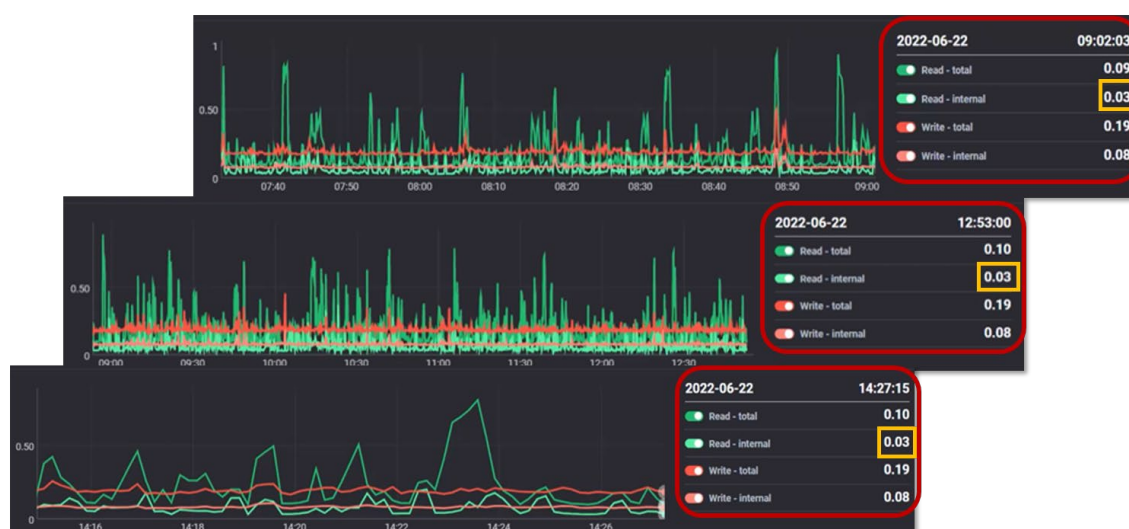 1
0.50
0
07:40 07:50 08:00 08:10 08:20 08:30 08:40 08:50 09:00
2022-06-22 09:02:03
Read - total 0.09
Read - internal 0.03
Write - total 0.19
Write - internal 0.08
0.50
0
09:00 09:30 10:00 10:30 11:00 11:30 12:00 12:30
2022-06-22 12:53:00
Read - total 0.10
Read - internal 0.03
Write - total 0.19
Write - internal 0.08
0.50
0
14:16 14:18 14:20 14:22 14:24 14:26
2022-06-22 14:27:15
Read - total 0.10
Read - internal 0.03
Write - total 0.19
Write - internal 0.08